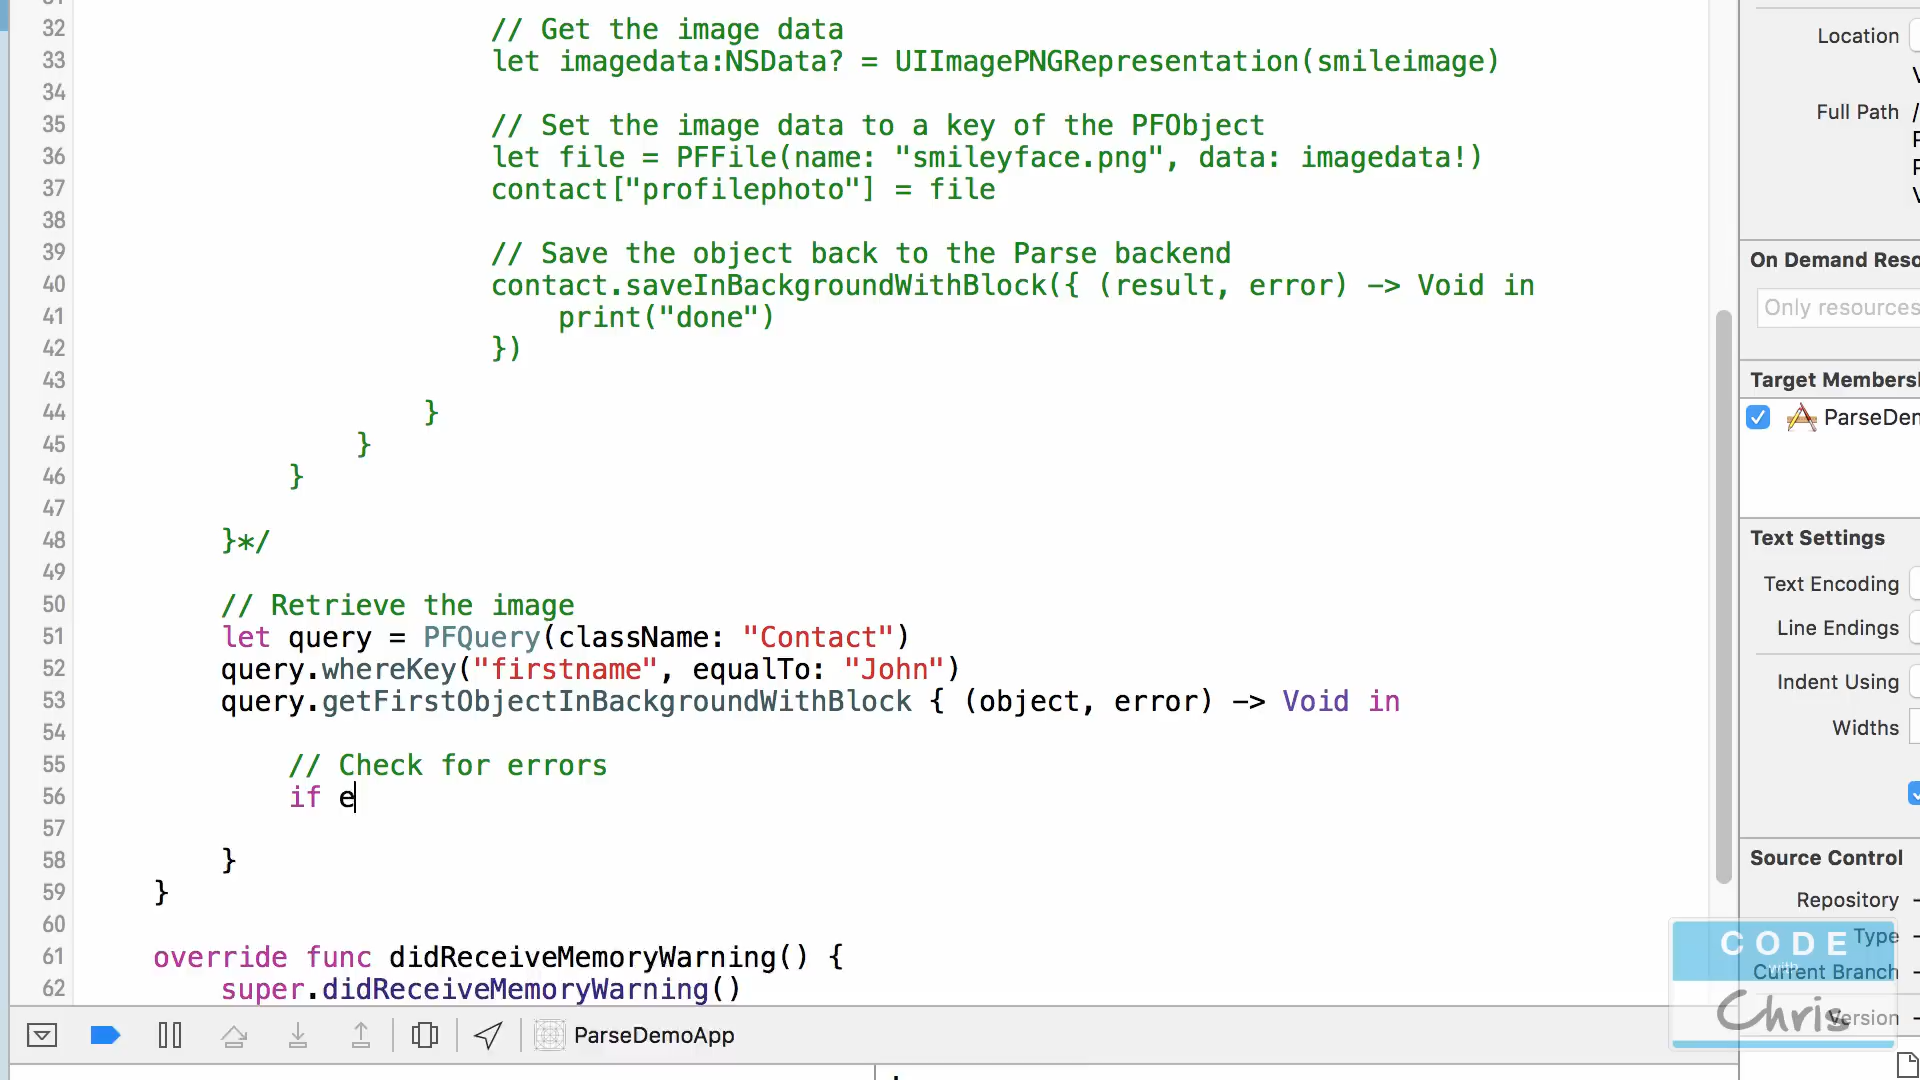 32 // Get the image data
33 let imagedata:NSData? = UIImagePNGRepresentation(smileimage)
34
35 // Set the image data to a key of the PFObject
36 let file = PFFile(name: "smileyface.png", data: imagedata!)
37 contact["profilephoto"] = file
38
39 // Save the object back to the Parse backend
40 contact.saveInBackgroundWithBlock({ (result, error) -> Void in
41 print("done")
42 })
43
44 }
45 }
46 }
47
48 }*/
49
50 // Retrieve the image
51 let query = PFQuery(className: "Contact")
52 query.whereKey("firstname", equalTo: "John")
53 query.getFirstObjectInBackgroundWithBlock { (object, error) -> Void in
54
55 // Check for errors
56 if e
57
58 }
59 }
60
61 override func didReceiveMemoryWarning() {
62 super.didReceiveMemoryWarning()
ParseDemoApp
Location
Full Path /
On Demand Reso
Only resources
Target Membersh
ParseDem
Text Settings
Text Encoding
Line Endings
Indent Using
Widths
Source Control
Repository
Type
Current Branch
Version
CODE
with
Chris